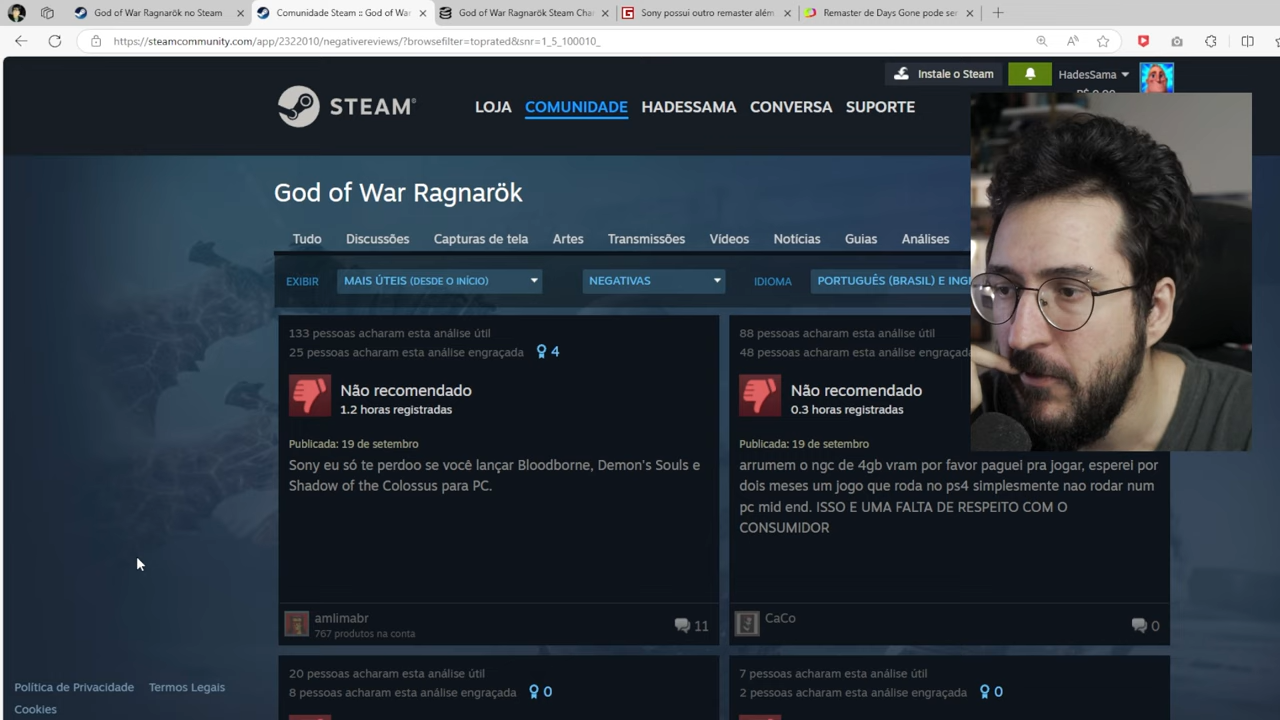 God of War Ragnarök no Steam
Comunidade Steam :: God of War
God of War Ragnarök Steam Char
Sony possui outro remaster além
Remaster de Days Gone pode ser
https://steamcommunity.com/app/2322010/negativereviews/?browsefilter=toprated&snr=1_5_100010_
Instale o Steam
HadesSama
STEAM
LOJA COMUNIDADE HADESSAMA CONVERSA SUPORTE
God of War Ragnarök
Tudo Discussões Capturas de tela Artes Transmissões Vídeos Notícias Guias Análises
EXIBIR MAIS ÚTEIS (DESDE O INÍCIO) NEGATIVAS IDIOMA PORTUGUÊS (BRASIL) E INGL
133 pessoas acharam esta análise útil
25 pessoas acharam esta análise engraçada 4
Não recomendado
1.2 horas registradas
Publicada: 19 de setembro
Sony eu só te perdoo se você lançar Bloodborne, Demon's Souls e
Shadow of the Colossus para PC.
amlimabr
767 produtos na conta
11
88 pessoas acharam esta análise útil
48 pessoas acharam esta análise engraçada
Não recomendado
0.3 horas registradas
Publicada: 19 de setembro
arrumem o ngc de 4gb vram por favor paguel pra jogar, esperei por
dois meses um jogo que roda no ps4 simplesmente nao rodar num
pc mid end. ISSO E UMA FALTA DE RESPEITO COM O
CONSUMIDOR
CaCo
0
20 pessoas acharam esta análise útil
8 pessoas acharam esta análise engraçada 0
7 pessoas acharam esta análise útil
2 pessoas acharam esta análise engraçada 0
Política de Privacidade Termos Legais
Cookies